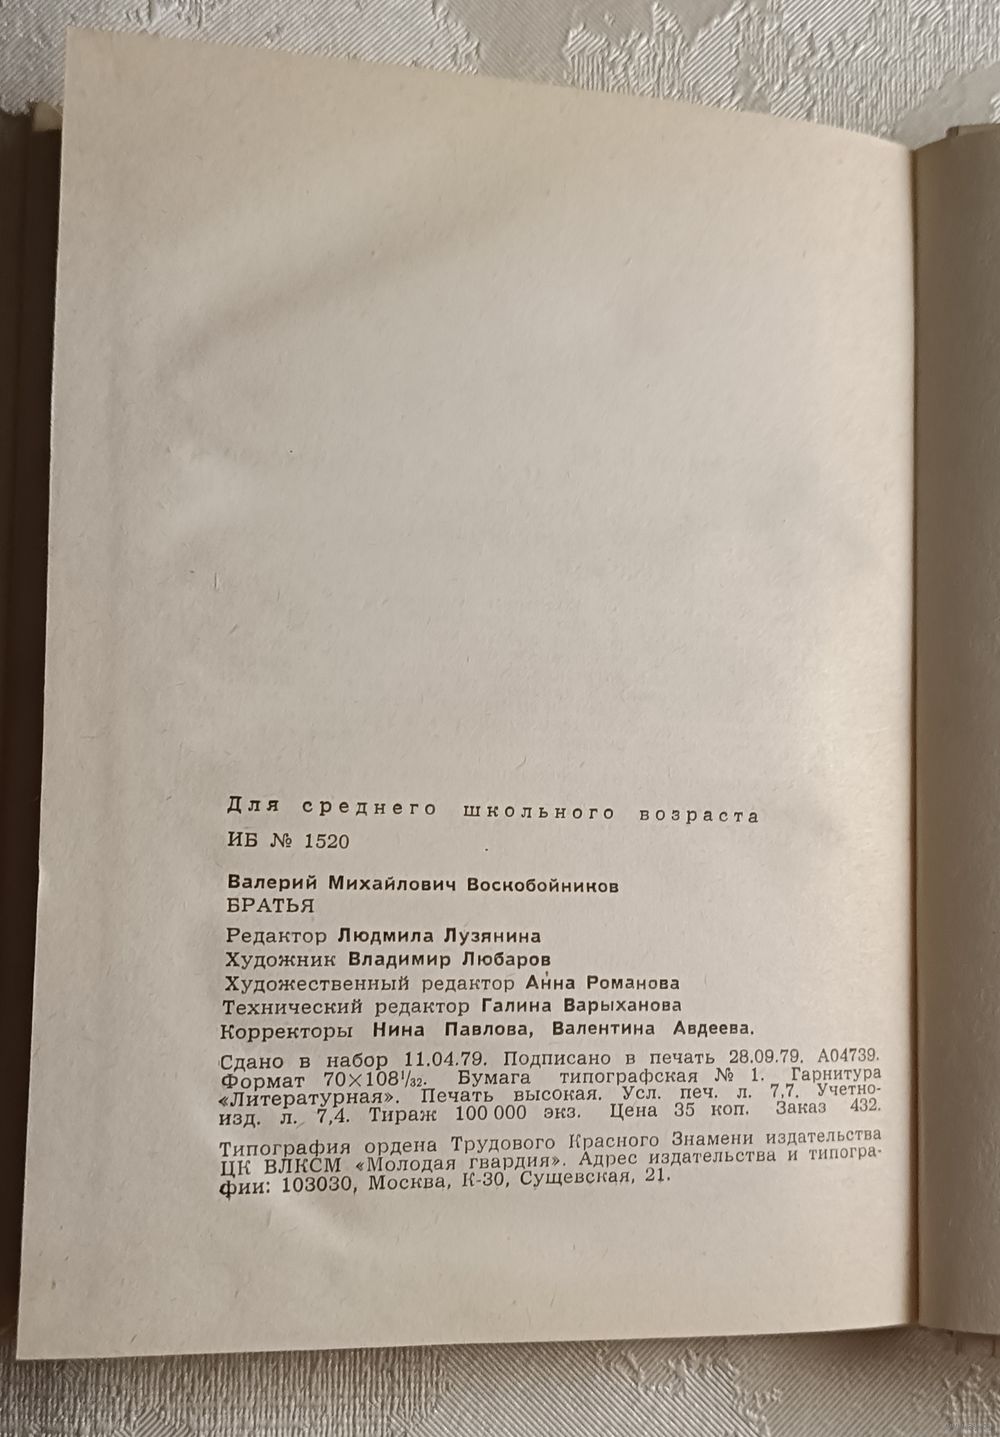 Для среднего школьного возраста
ИБ № 1520
Валерий Михайлович Воскобойников
БРАТЬЯ
Редактор Людмила Лузянина
Художник Владимир Любаров
Художественный редактор Анна Романова
Технический редактор Галина Варыханова
Корректоры Нина Павлова, Валентина Авдеева.
Сдано в набор 11.04.79. Подписано в печать 28.09.79. А04739.
Формат 70×108¹/₃₂. Бумага типографская № 1. Гарнитура
«Литературная». Печать высокая. Усл. печ. л. 7,7. Учетно-
изд. л. 7,4. Тираж 100 000 экз. Цена 35 коп. Заказ 432.
Типография ордена Трудового Красного Знамени издательства
ЦК ВЛКСМ «Молодая гвардия». Адрес издательства и типогра-
фии: 103030, Москва, К-30, Сущевская, 21.